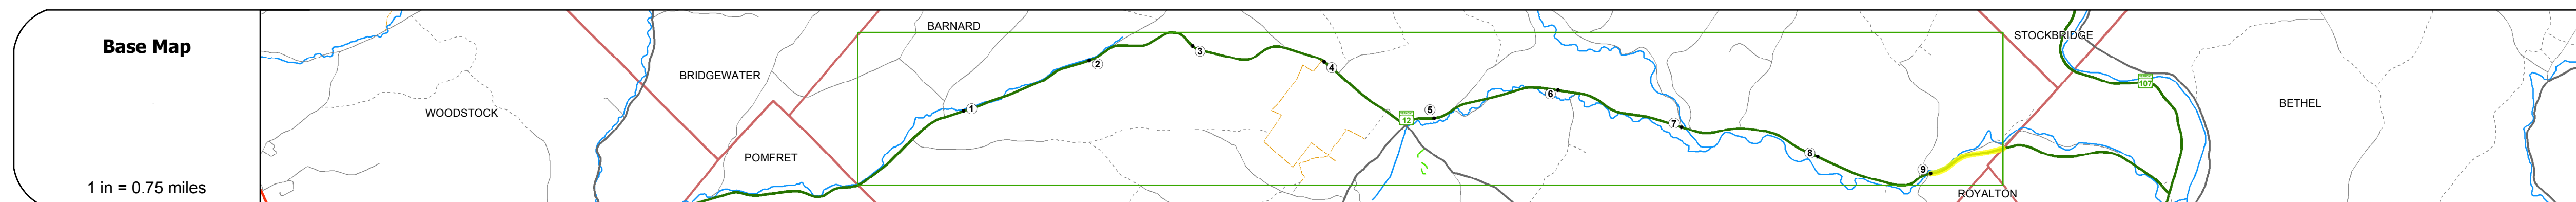 Base Map
1 in = 0.75 miles
WOODSTOCK
BRIDGEWATER
POMFRET
BARNARD
1
2
3
4
12
5
6
7
8
9
STOCKBRIDGE
ROYALTON
107
BETHEL